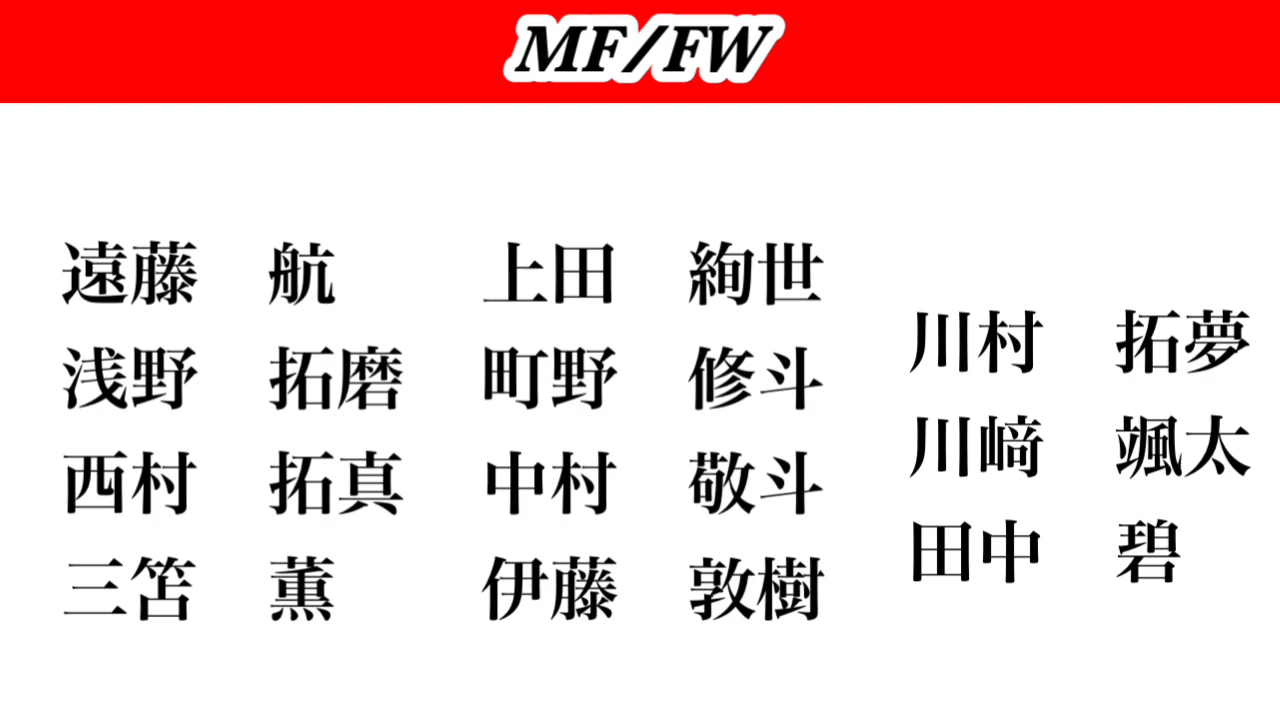 MF/FW
遠藤　航
浅野　拓磨
西村　拓真
三笘　薫
上田　絢世
町野　修斗
中村　敬斗
伊藤　敦樹
川村　拓夢
川﨑　颯太
田中　碧